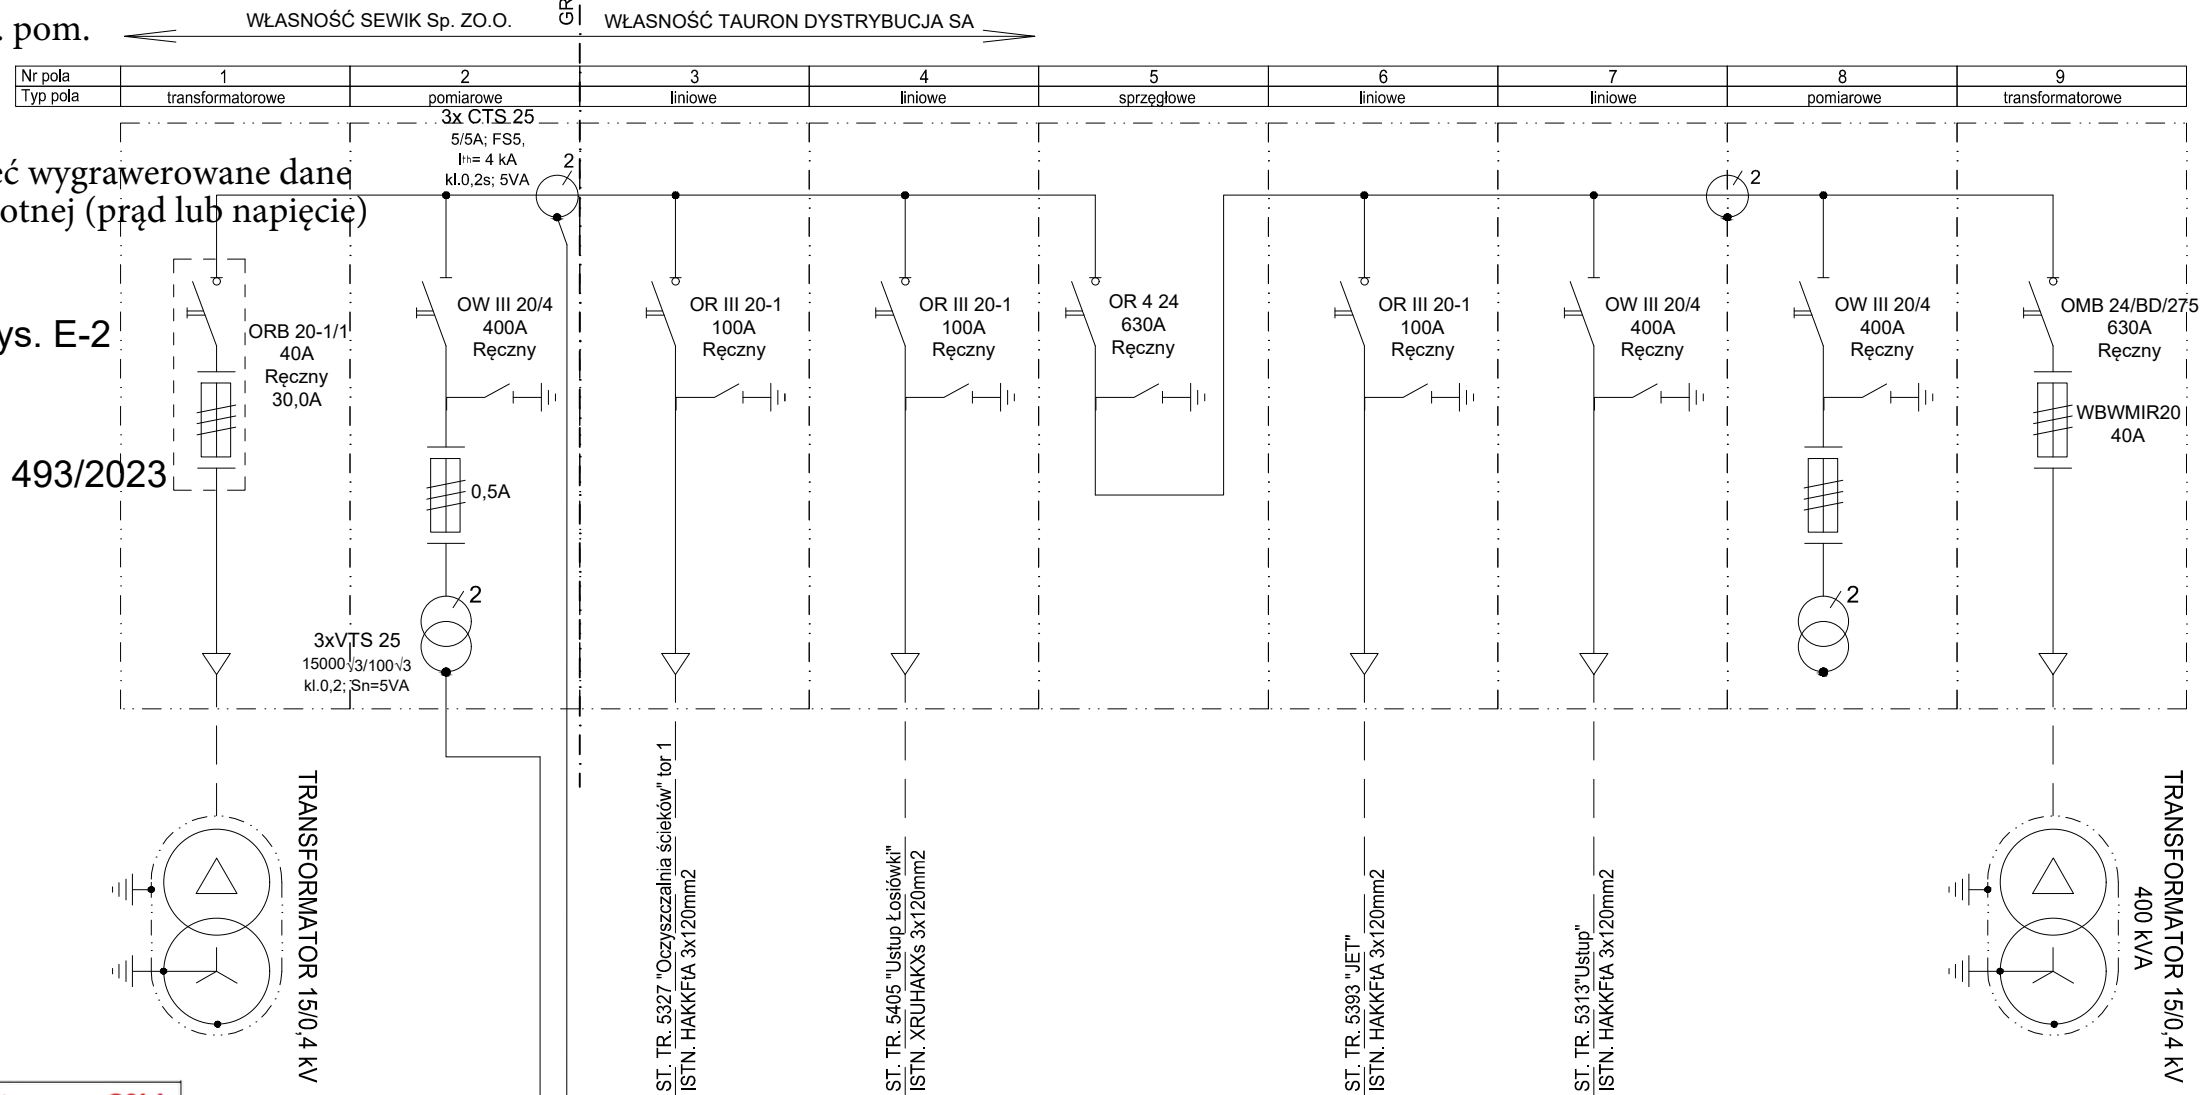 . pom.
WŁASNOŚĆ SEWIK Sp. ZO.O.
GR
WŁASNOŚĆ TAURON DYSTRYBUCJA SA
Nr pola 1 2 3 4 5 6 7 8 9
Typ pola transformatorowe pomiarowe liniowe liniowe sprzęgłowe liniowe liniowe pomiarowe transformatorowe
3x CTS 25
5/5A; FS5,
Ith= 4 kA
kl.0,2s; 5VA
2
2
eć wygrawerowane dane
otnej (prąd lub napięcie)
ys. E-2
493/2023
ORB 20-1/1
40A
Ręczny
30,0A
OW III 20/4
400A
Ręczny
0,5A
2
3xVTS 25
15000√3/100√3
kl.0,2; Sn=5VA
OR III 20-1
100A
Ręczny
OR III 20-1
100A
Ręczny
OR 4 24
630A
Ręczny
OR III 20-1
100A
Ręczny
OW III 20/4
400A
Ręczny
OW III 20/4
400A
Ręczny
2
OMB 24/BD/275
630A
Ręczny
WBWMIR20
40A
TRANSFORMATOR 15/0,4 kV
ST. TR. 5327 "Oczyszczalnia ścieków" tor 1
ISTN. HAKKFtA 3x120mm2
ST. TR. 5405 "Ustup Łosiówki"
ISTN. XRUHAKXs 3x120mm2
ST. TR. 5393 "JET"
ISTN. HAKKFtA 3x120mm2
ST. TR. 5313"Ustup"
ISTN. HAKKFtA 3x120mm2
TRANSFORMATOR 15/0,4 kV
400 kVA